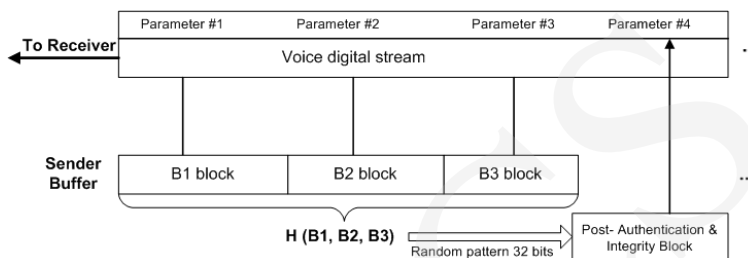 Parameter #1 Parameter #2 Parameter #3 Parameter #4
To Receiver
Voice digital stream
Sender Buffer
B1 block B2 block B3 block
H (B1, B2, B3)
Random pattern 32 bits
Post- Authentication &
Integrity Block